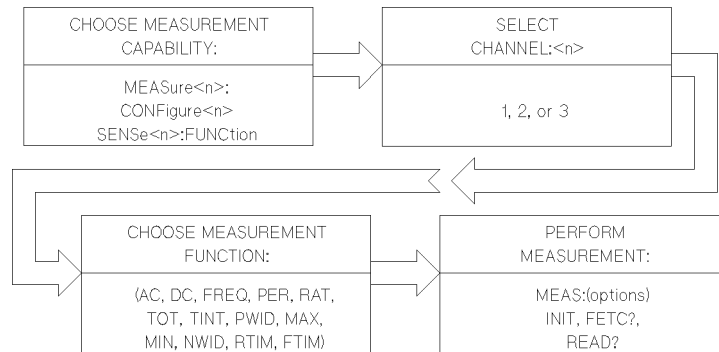 CHOOSE MEASUREMENT
CAPABILITY:
MEASure<n>:
CONFigure<n>
SENSe<n>:FUNCtion
SELECT
CHANNEL:<n>
1, 2, or 3
CHOOSE MEASUREMENT
FUNCTION:
(AC, DC, FREQ, PER, RAT,
TOT, TINT, PWID, MAX,
MIN, NWID, RTIM, FTIM)
PERFORM
MEASUREMENT:
MEAS:(options)
INIT, FETC?,
READ?